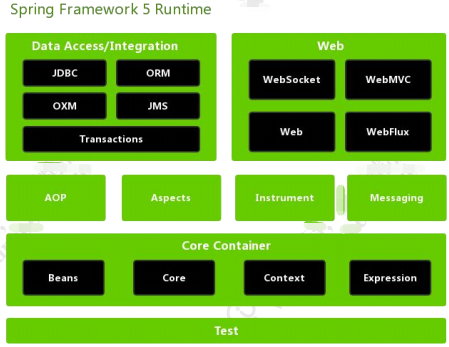 Spring Framework 5 Runtime
Data Access/Integration
JDBC
ORM
OXM
JMS
Transactions
Web
WebSocket
WebMVC
Web
WebFlux
AOP
Aspects
Instrument
Messaging
Core Container
Beans
Core
Context
Expression
Test